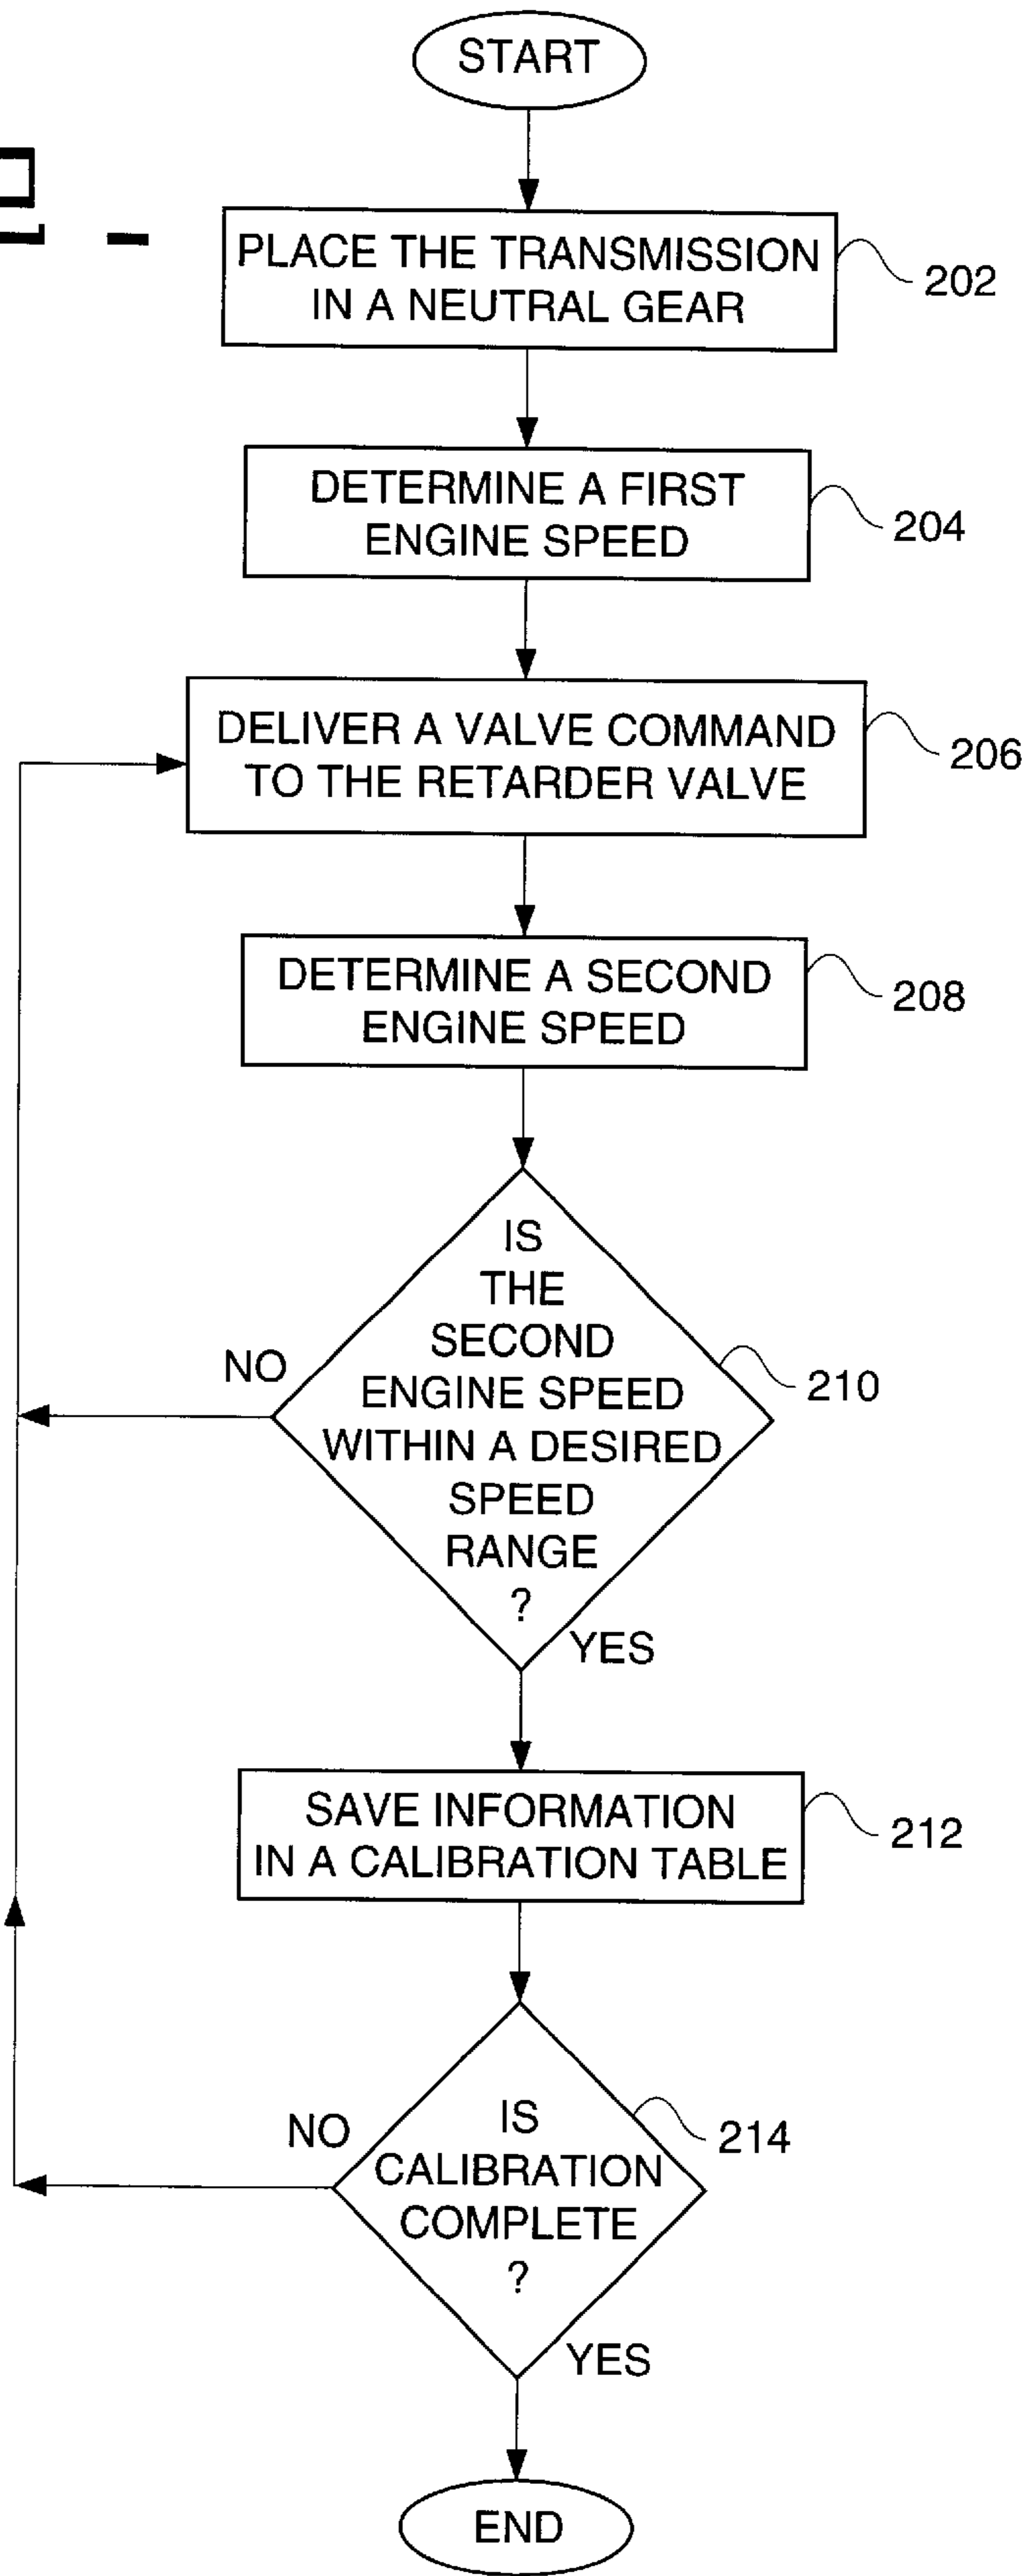 START
PLACE THE TRANSMISSION
IN A NEUTRAL GEAR
202
DETERMINE A FIRST
ENGINE SPEED
204
DELIVER A VALVE COMMAND
TO THE RETARDER VALVE
206
DETERMINE A SECOND
ENGINE SPEED
208
IS
THE
SECOND
ENGINE SPEED
WITHIN A DESIRED
SPEED
RANGE
?
NO
210
YES
SAVE INFORMATION
IN A CALIBRATION TABLE
212
NO
IS
CALIBRATION
COMPLETE
?
214
YES
END